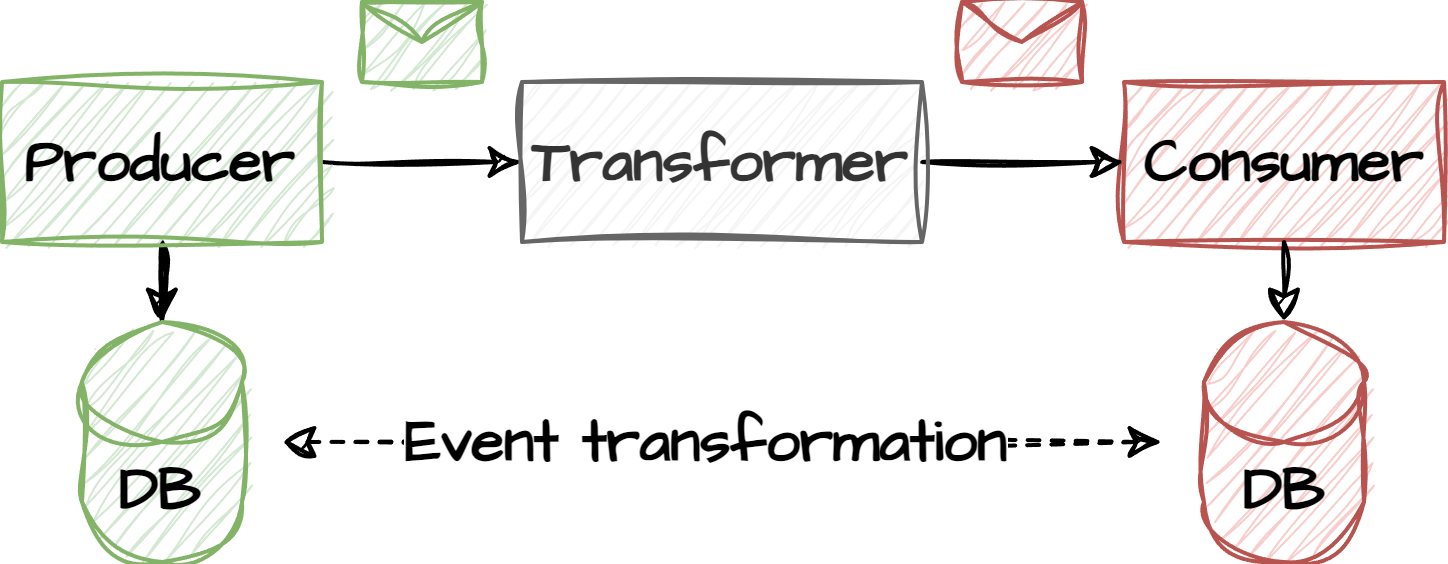 Producer
Transformer
Consumer
Event transformation
DB
DB